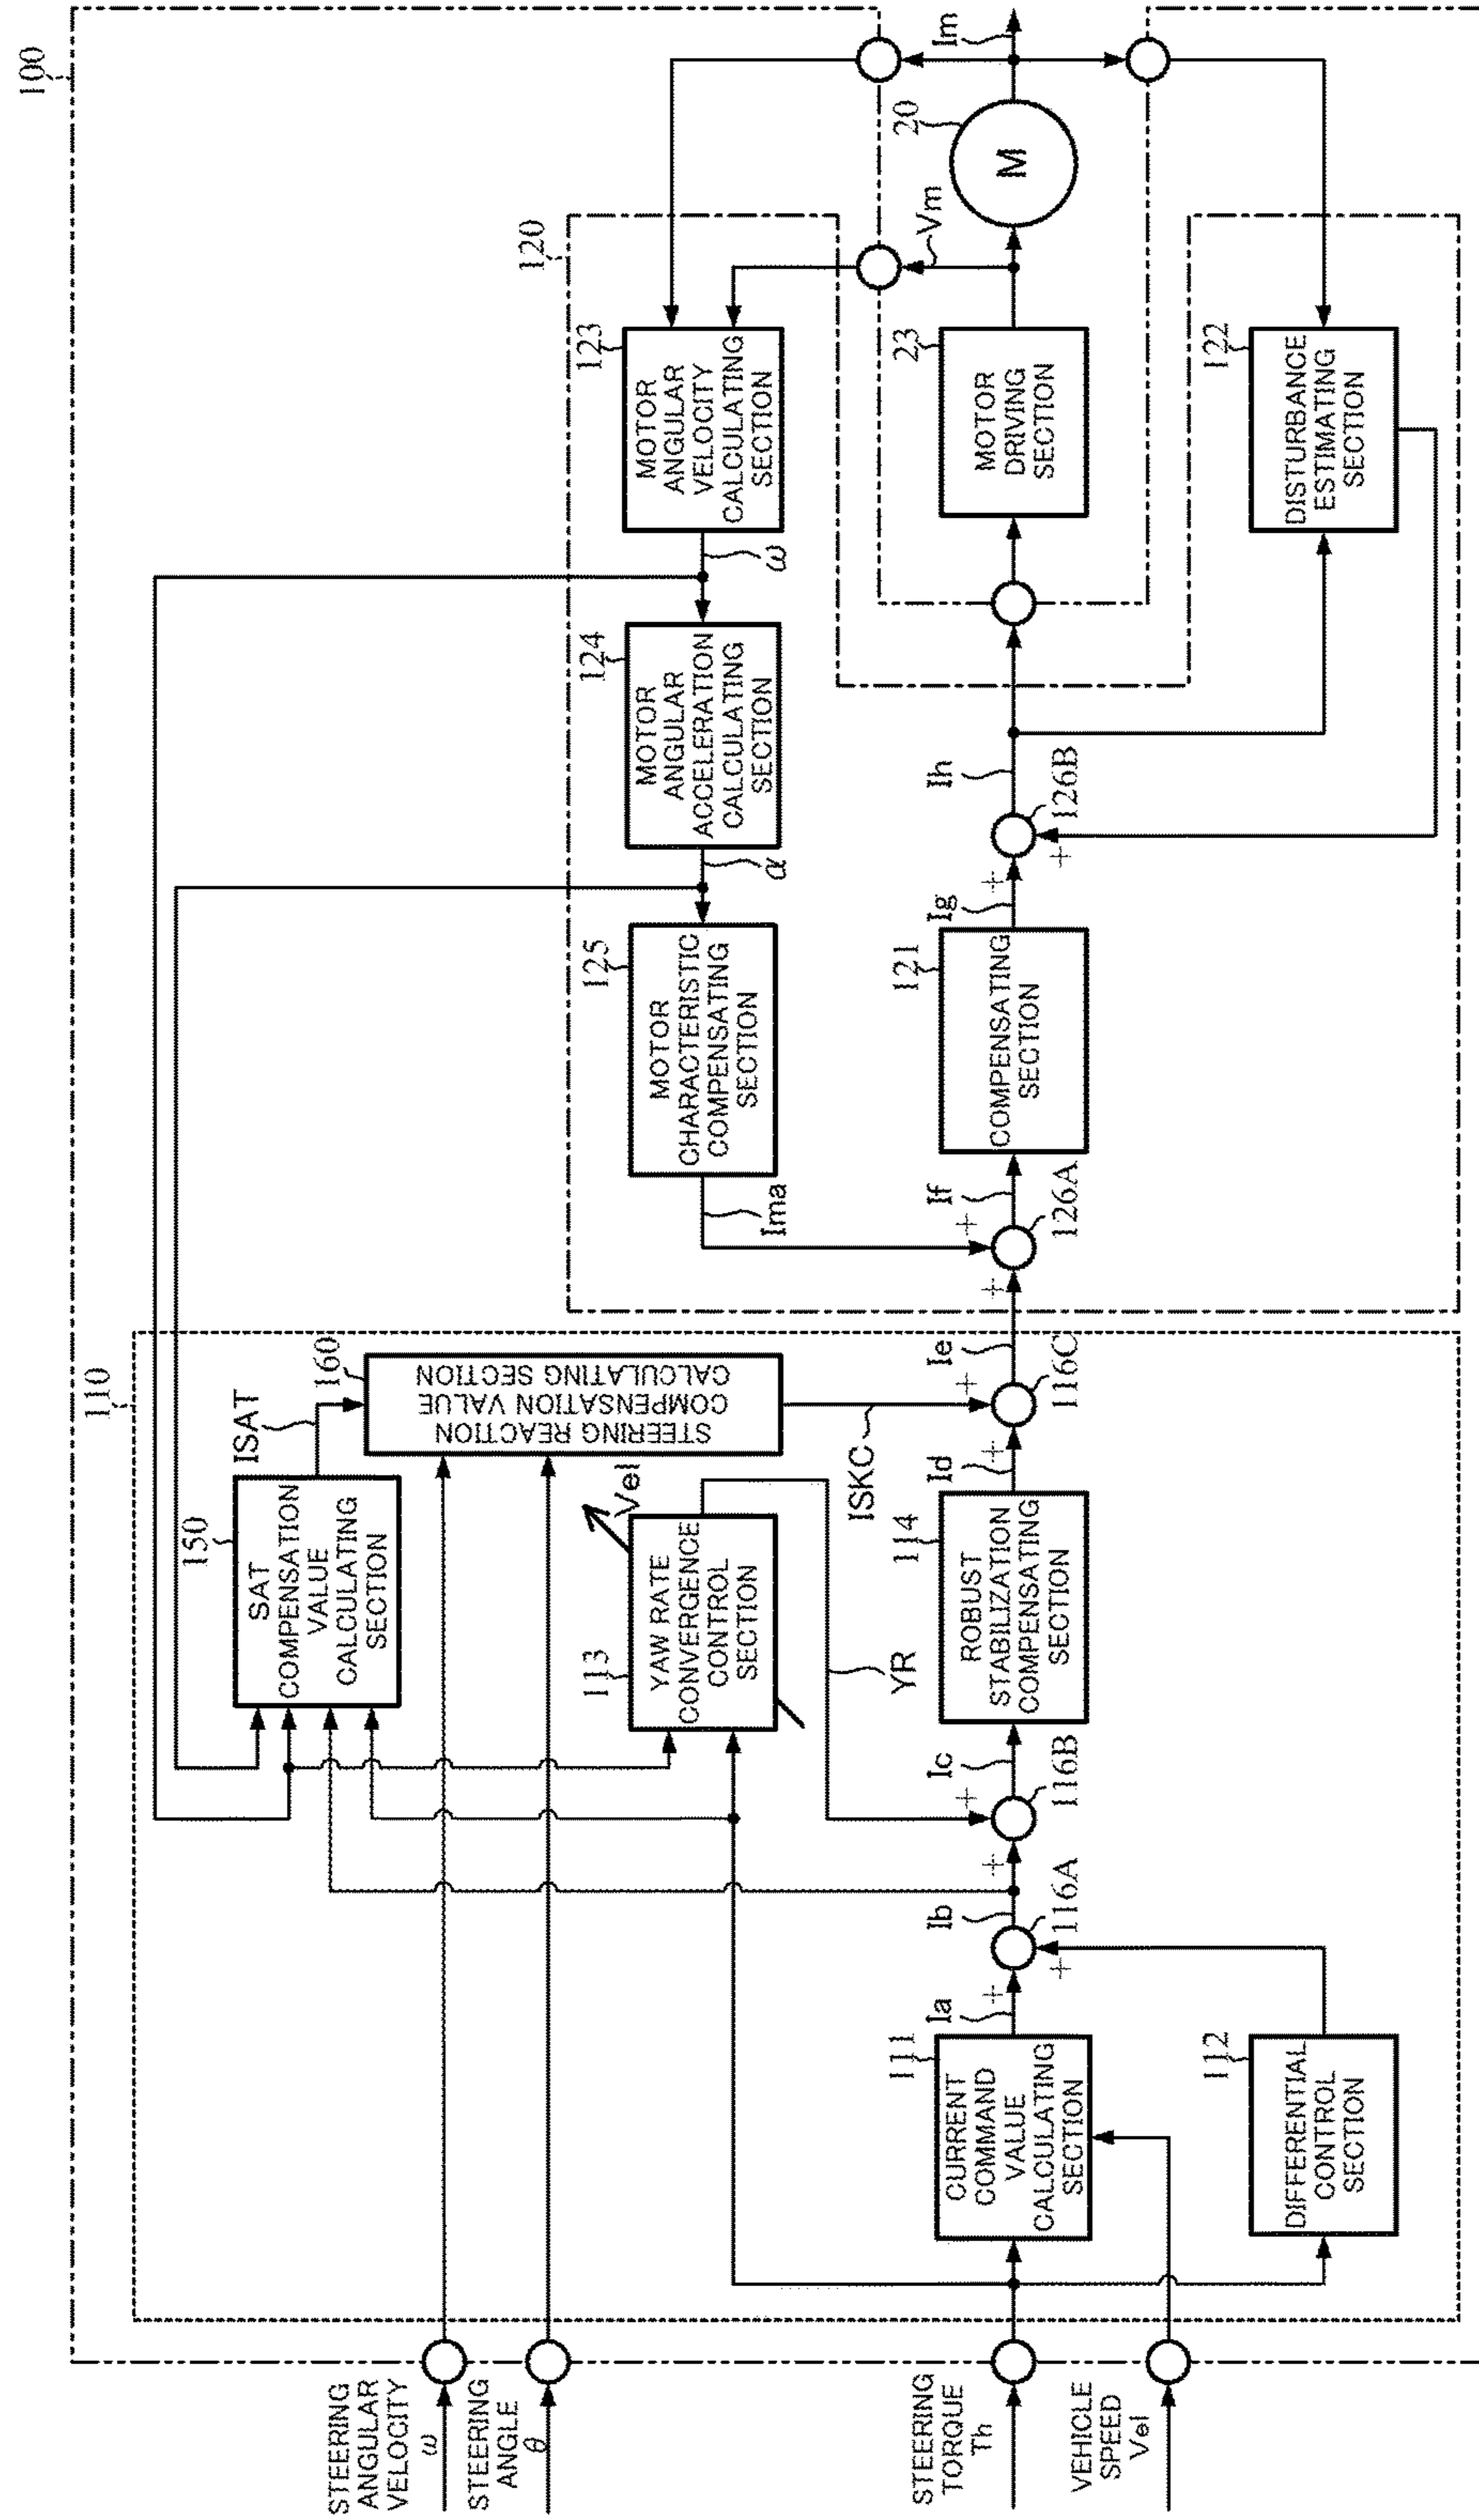 100
110
120
STEERING
ANGULAR
VELOCITY
ω
STEERING
ANGLE
θ
STEERING
TORQUE
Th
VEHICLE
SPEED
Vel
150
SAT
COMPENSATION
VALUE
CALCULATING
SECTION
ISAT
160
STEERING REACTION
COMPENSATION VALUE
CALCULATING SECTION
ISKC
113
YAW RATE
CONVERGENCE
CONTROL
SECTION
Vel
YR
111
CURRENT
COMMAND
VALUE
CALCULATING
SECTION
112
DIFFERENTIAL
CONTROL
SECTION
Ia
+
+
116A
Ib
+
+
116B
Ic
114
ROBUST
STABILIZATION
COMPENSATING
SECTION
Id
+
+
116C
Ie
+
+
126A
If
Ima
125
MOTOR
CHARACTERISTIC
COMPENSATING
SECTION
α
124
MOTOR
ANGULAR
ACCELERATION
CALCULATING
SECTION
ω
123
MOTOR
ANGULAR
VELOCITY
CALCULATING
SECTION
121
COMPENSATING
SECTION
Ig
+
+
126B
Ih
23
MOTOR
DRIVING
SECTION
Vm
20
M
Im
122
DISTURBANCE
ESTIMATING
SECTION